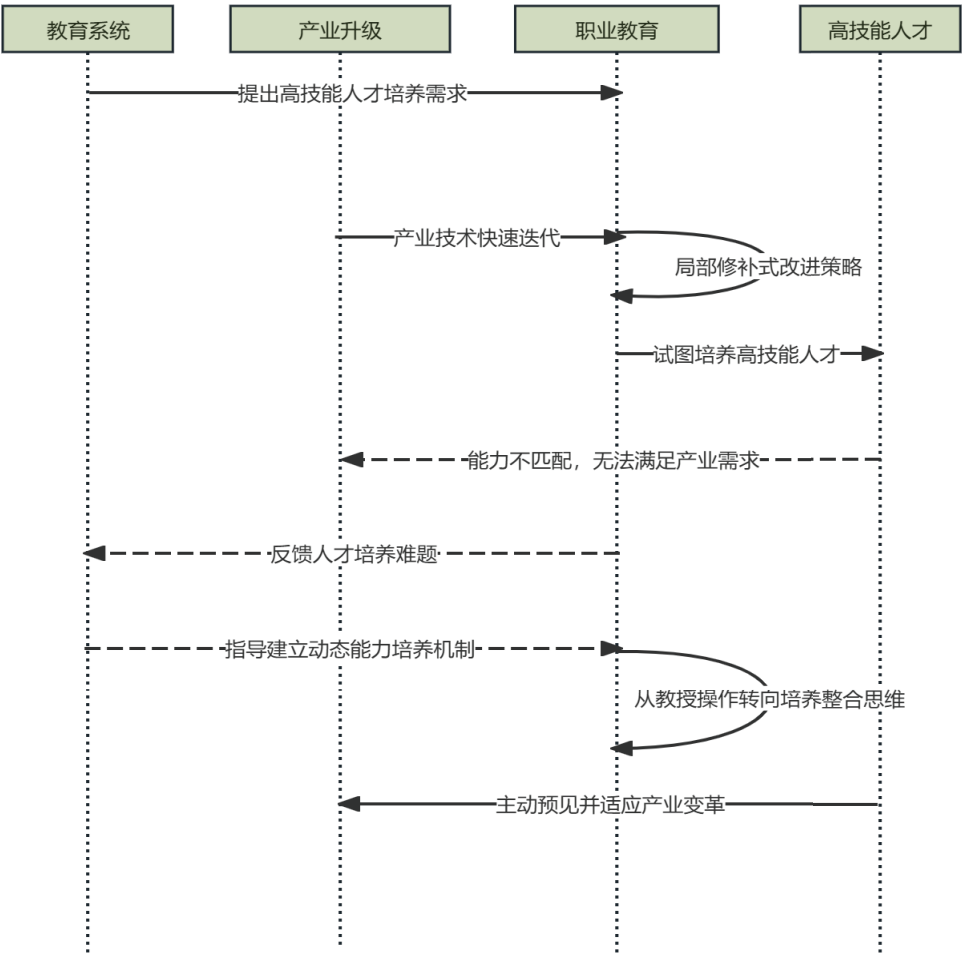 教育系统
产业升级
职业教育
高技能人才
提出高技能人才培养需求
产业技术快速迭代
局部修补式改进策略
试图培养高技能人才
能力不匹配，无法满足产业需求
反馈人才培养难题
指导建立动态能力培养机制
从教授操作转向培养整合思维
主动预见并适应产业变革